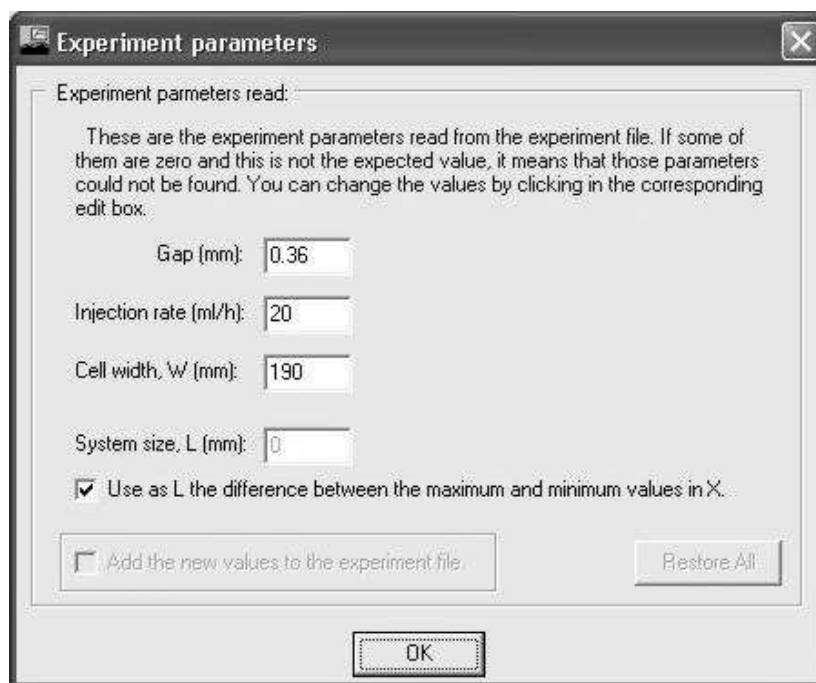 Experiment parameters
Experiment parmeters read:
These are the experiment parameters read from the experiment file. If some of
them are zero and this is not the expected value, it means that those parameters
could not be found. You can change the values by clicking in the corresponding
edit box.
Gap (mm): 0.36
Injection rate (ml/h): 20
Cell width, W (mm): 190
System size, L (mm): 0
Use as L the difference between the maximum and minimum values in X.
Add the new values to the experiment file.
Restore All
OK